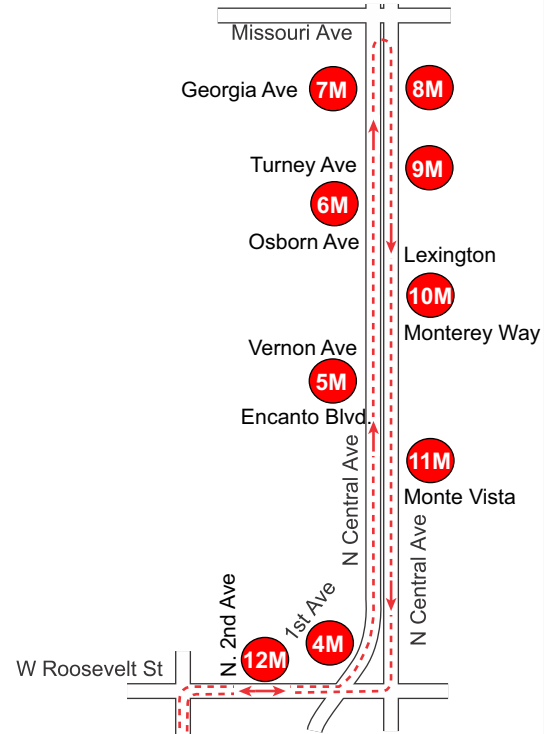 Missouri Ave
Georgia Ave
7M
8M
Turney Ave
9M
6M
Osborn Ave
Lexington
10M
Monterey Way
Vernon Ave
5M
Encanto Blvd.
N Central Ave
11M
Monte Vista
N Central Ave
N. 2nd Ave
1st Ave
4M
12M
W Roosevelt St